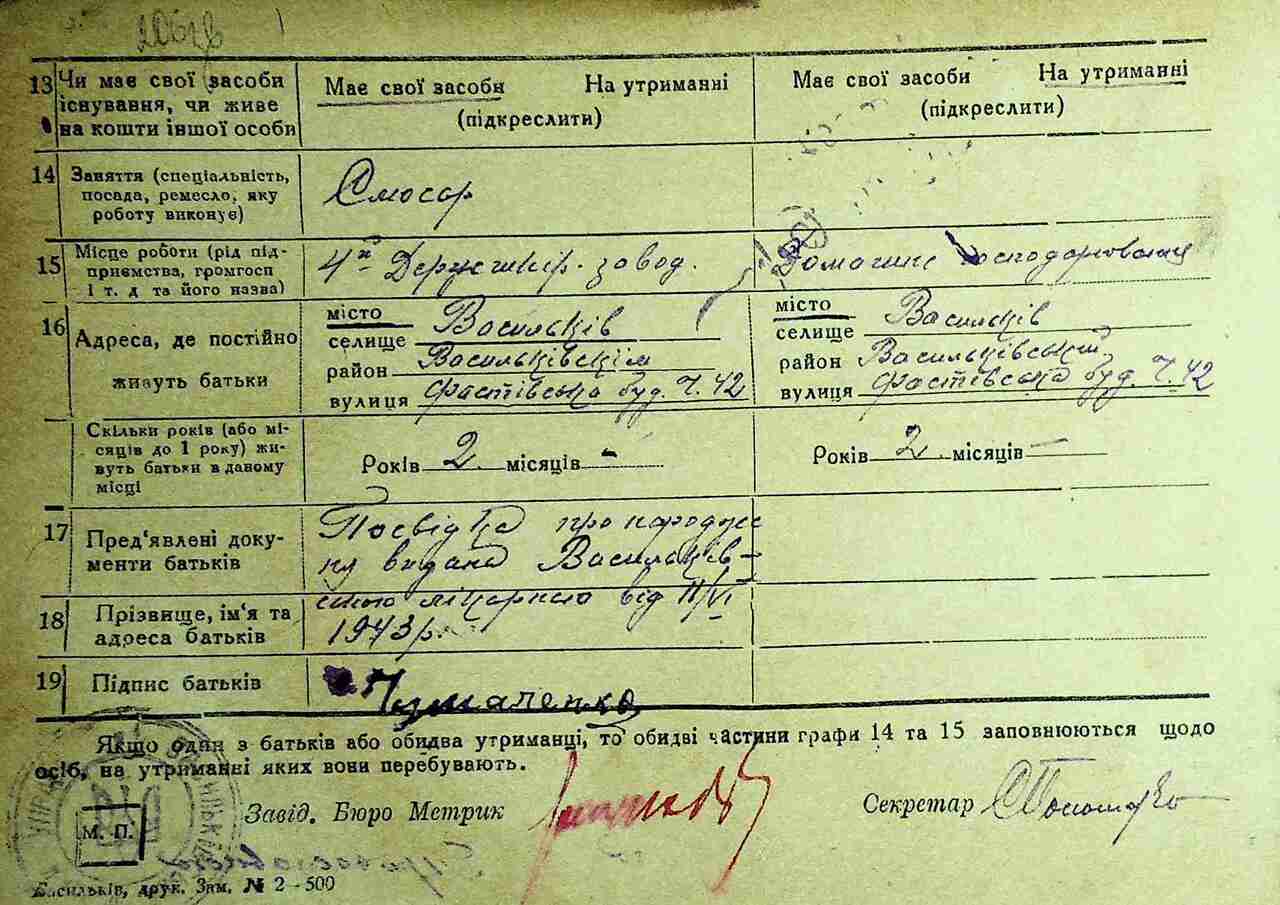 13 Чи має свої засоби існування, чи живе на кошти іншої особи
Має свої засоби На утриманні
(підкреслити)
Має свої засоби На утриманні
(підкреслити)
14 Заняття (спеціальність, посада, ремесло, яку роботу виконує)
Слюсар
15 Місце роботи (рід підприємства, громгосп і т. д та його назва)
4й Держшкір. завод.
Домашнє господарювання
16 Адреса, де постійно живуть батьки
місто
селище Васильків
район Васильківський
вулиця Фастівська буд. Ч. 42
місто
селище Васильків
район Васильківський
вулиця Фастівська буд. Ч. 42
Скільки років (або місяців до 1 року) живуть батьки в даному місці
Років 2. місяців -
Років 2. місяців —
17 Пред'явлені документи батьків
Посвідка про народжен
ня видана Васильків-
ською лікарнею від 11/VI
1943 р.
18 Прізвище, ім'я та адреса батьків
19 Підпис батьків
Якщо один з батьків або обидва утриманці, то обидві частини графи 14 та 15 заповнюються щодо
осіб, на утриманні яких вони перебувають.
Завід. Бюро Метрик
Секретар СПономарко
М. П.
Васильків, друк. Зам. № 2 - 500